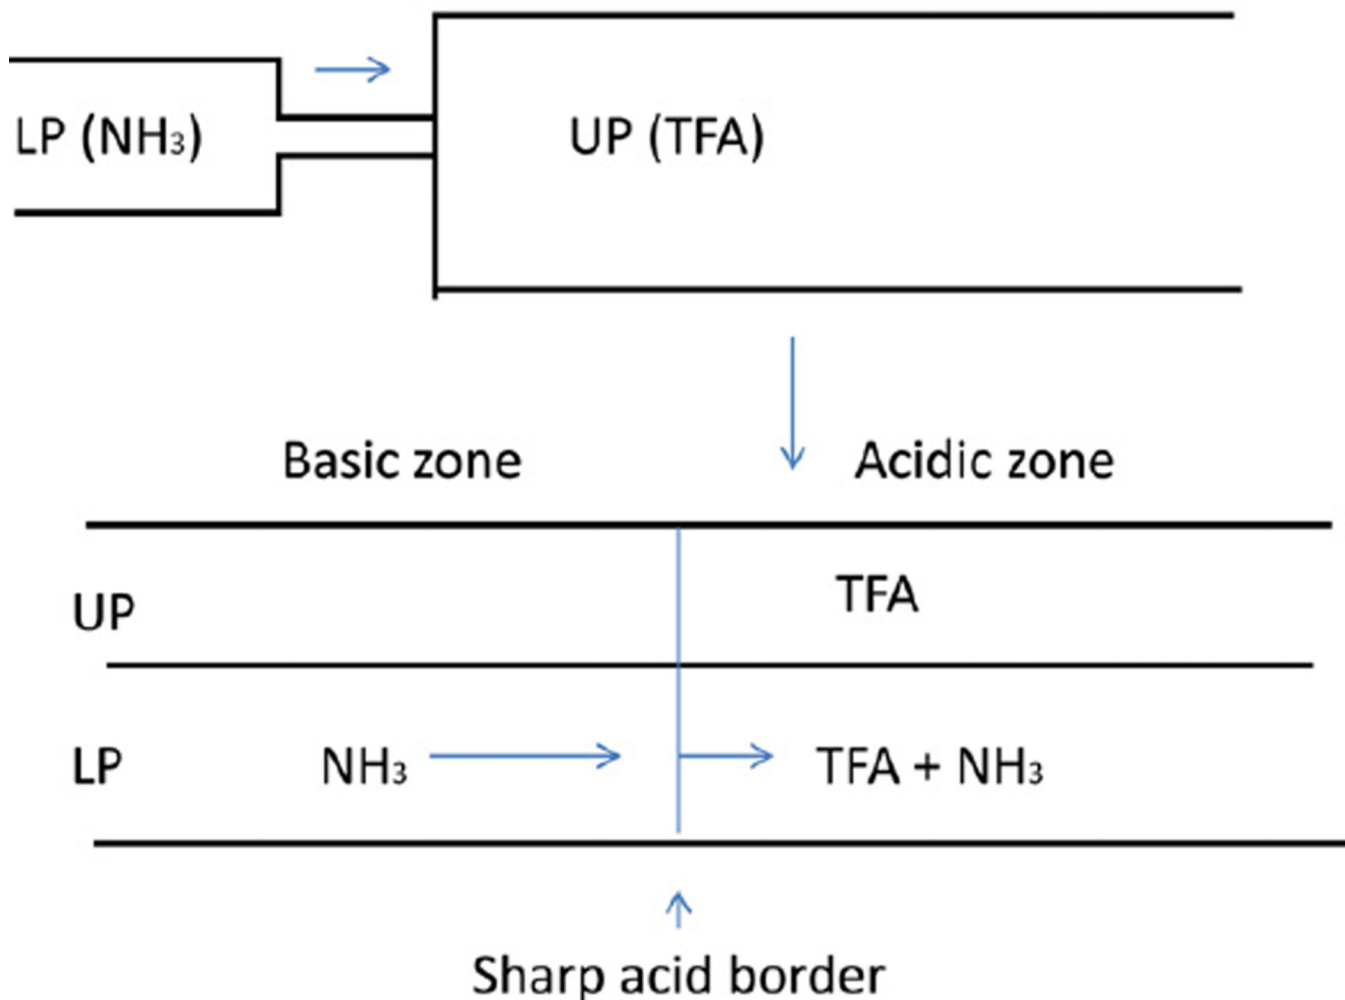 LP (NH₃)
UP (TFA)
Basic zone
Acidic zone
UP
TFA
LP
NH₃
TFA + NH₃
Sharp acid border